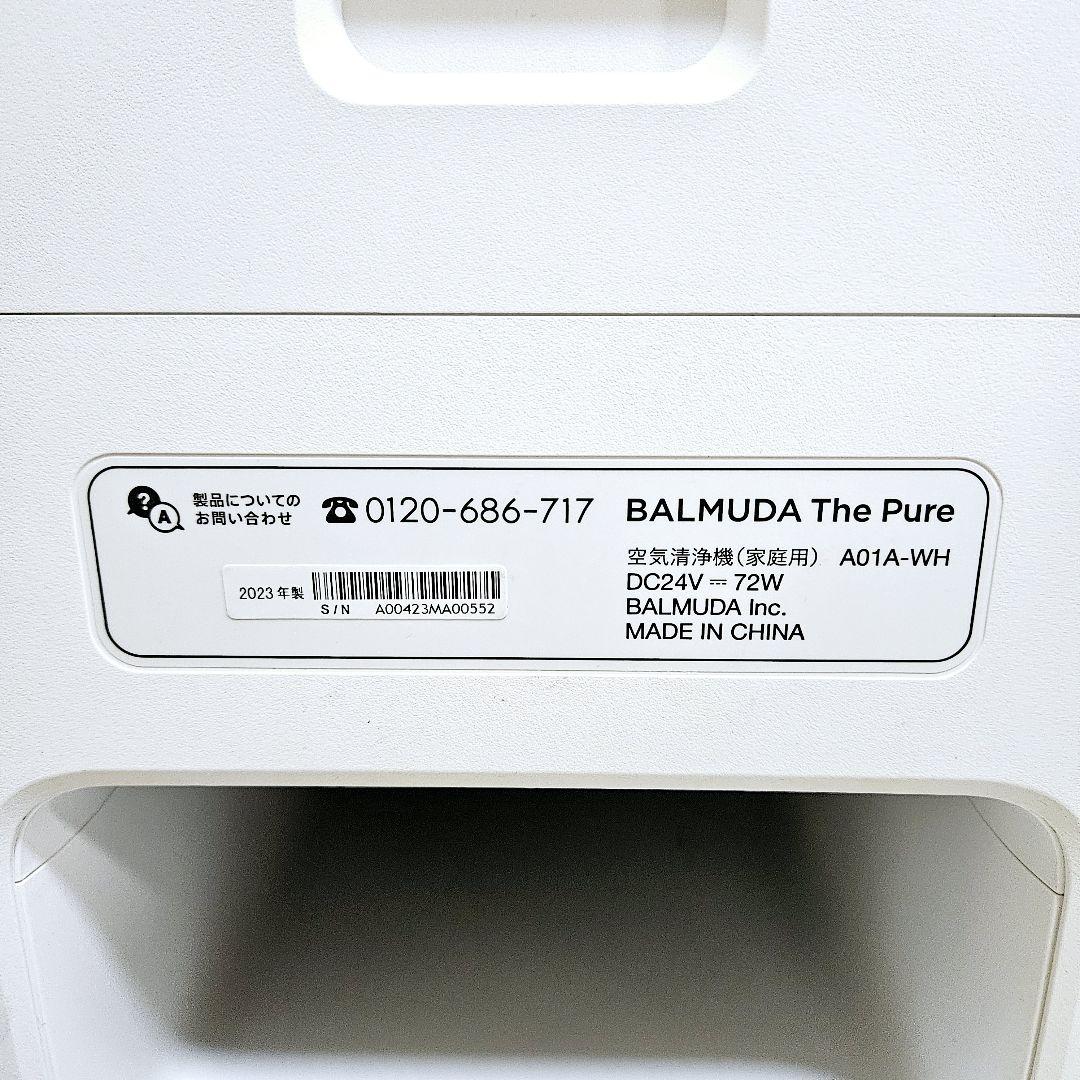 製品についての
お問い合わせ
0120-686-717
2023年製
S/N A00423MA00552
BALMUDA The Pure
空気清浄機(家庭用) A01A-WH
DC24V ⎓ 72W
BALMUDA Inc.
MADE IN CHINA